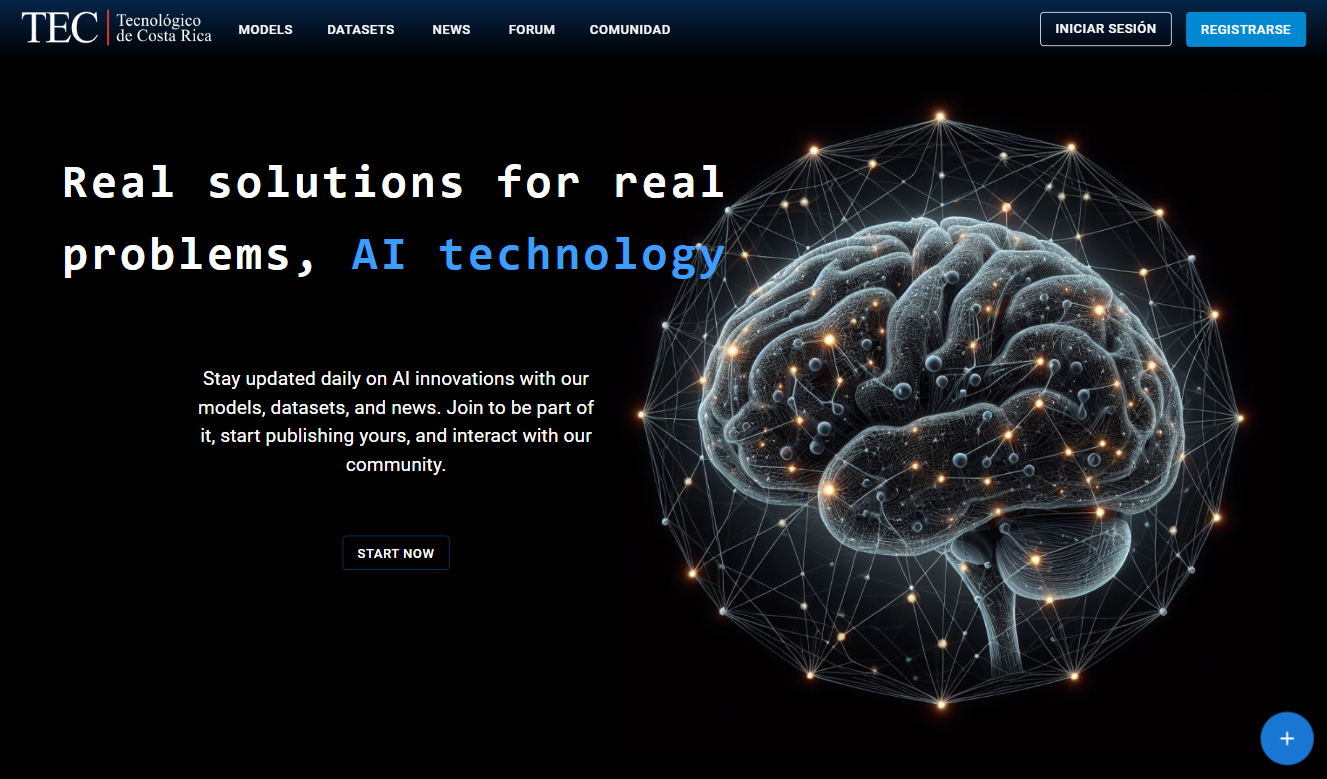 TEC Tecnológico
de Costa Rica
MODELS DATASETS NEWS FORUM COMUNIDAD INICIAR SESIÓN REGISTRARSE
Real solutions for real
problems, AI technology
Stay updated daily on AI innovations with our
models, datasets, and news. Join to be part of
it, start publishing yours, and interact with our
community.
START NOW
+